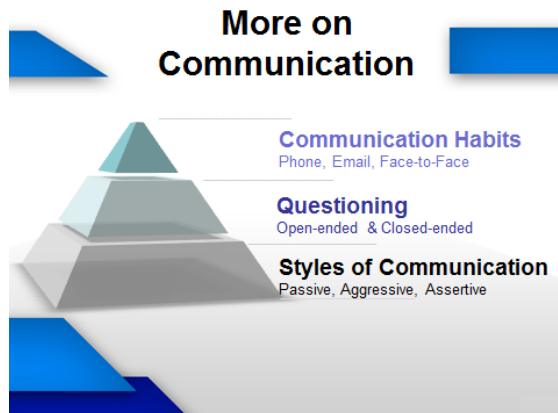 More on
Communication
Communication Habits
Phone, Email, Face-to-Face
Questioning
Open-ended & Closed-ended
Styles of Communication
Passive, Aggressive, Assertive